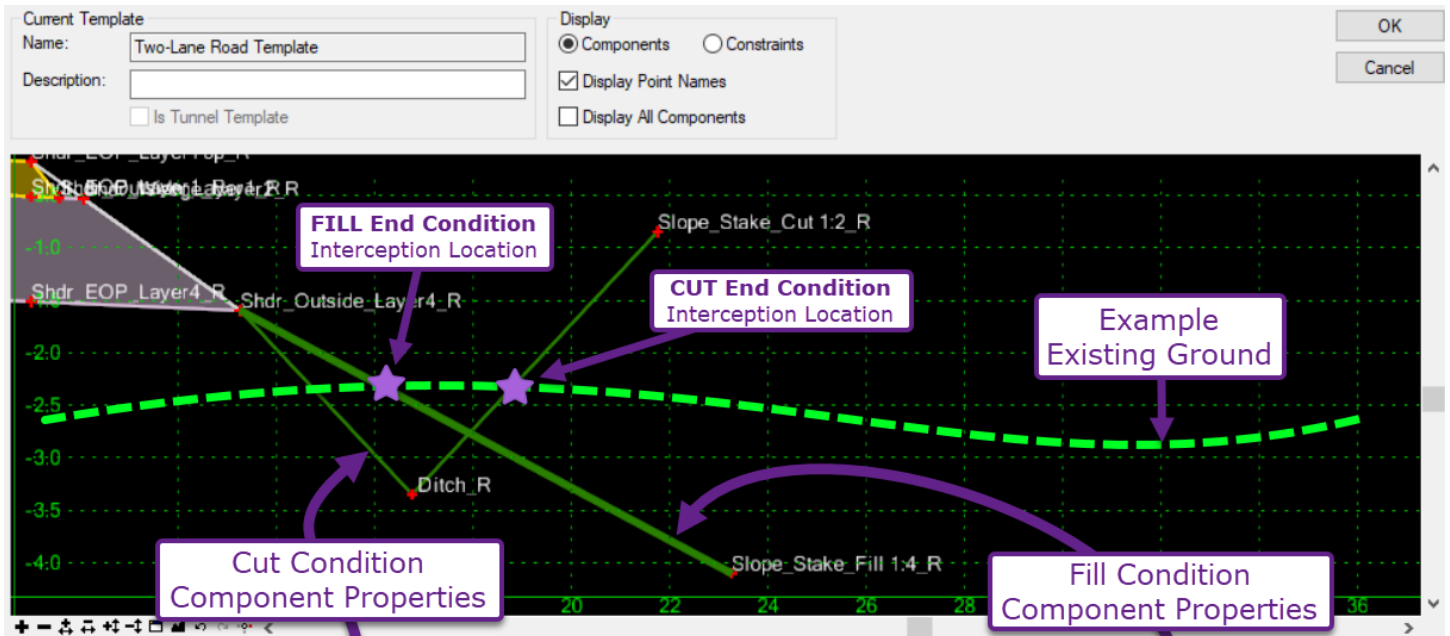 Current Template
Display
OK
Name:
Two-Lane Road Template
Components
Constraints
Cancel
Description:
Display Point Names
Is Tunnel Template
Display All Components
Shdr_EOP_LayerTop_R
FILL End Condition
Interception Location
Slope_Stake_Cut 1:2_R
-1.0
CUT End Condition
Interception Location
Shdr_EOP_Layer4_R
Shdr_Outside_Layer4_R
Example
Existing Ground
-2.0
-2.5
-3.0
Ditch_R
-3.5
Cut Condition
Component Properties
-4.0
Slope_Stake_Fill 1:4_R
Fill Condition
Component Properties
20
22
24
26
28
36